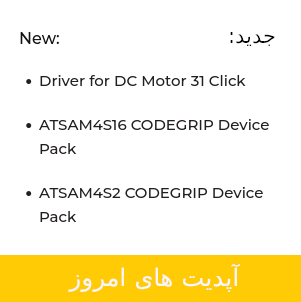 New:
جدید:
• Driver for DC Motor 31 Click
• ATSAM4S16 CODEGRIP Device
Pack
• ATSAM4S2 CODEGRIP Device
Pack
آپدیت های امروز